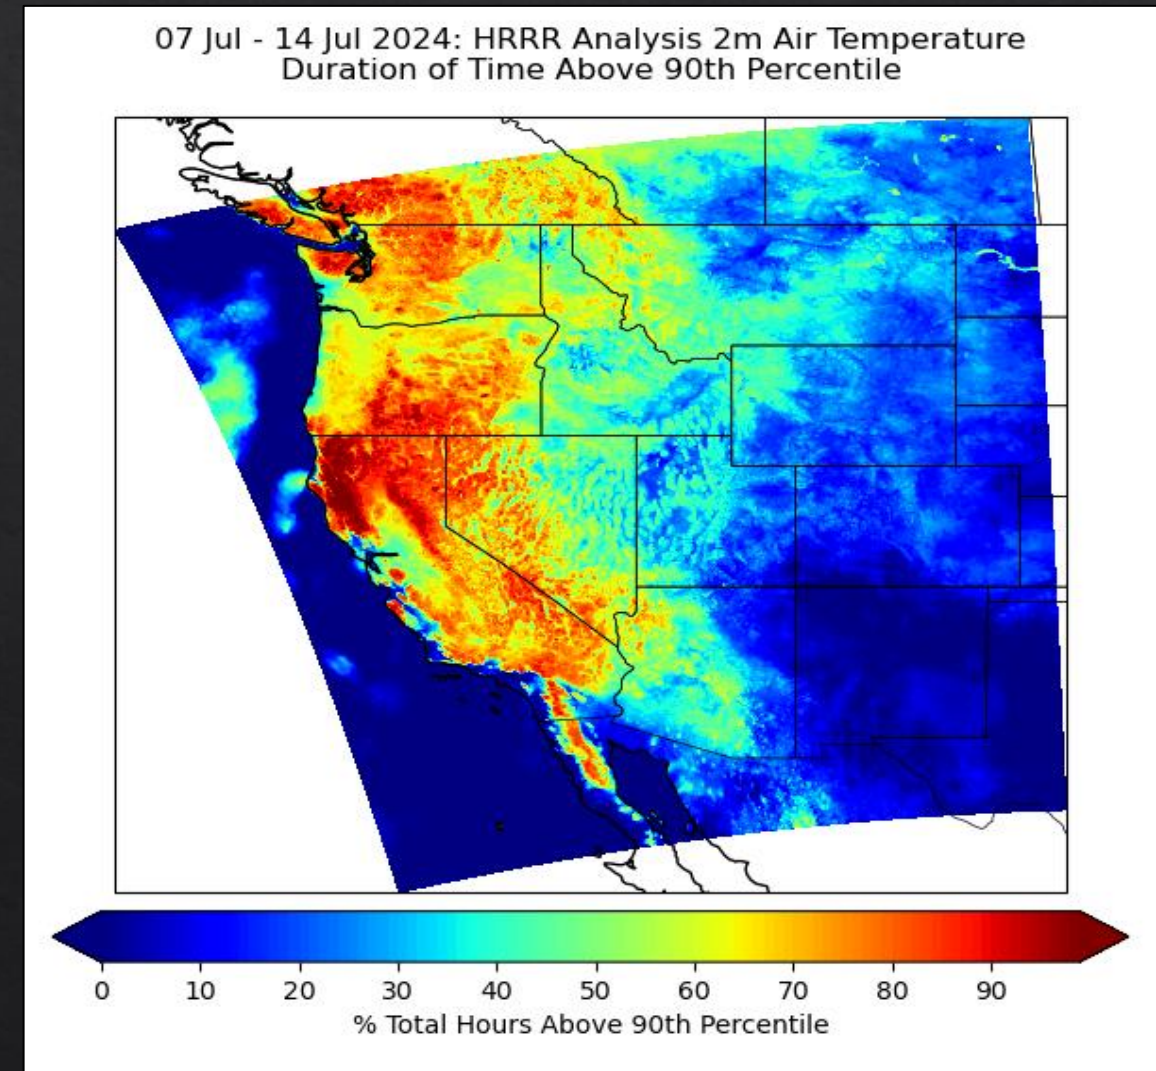 07 Jul - 14 Jul 2024: HRRR Analysis 2m Air Temperature
Duration of Time Above 90th Percentile
0 10 20 30 40 50 60 70 80 90
% Total Hours Above 90th Percentile